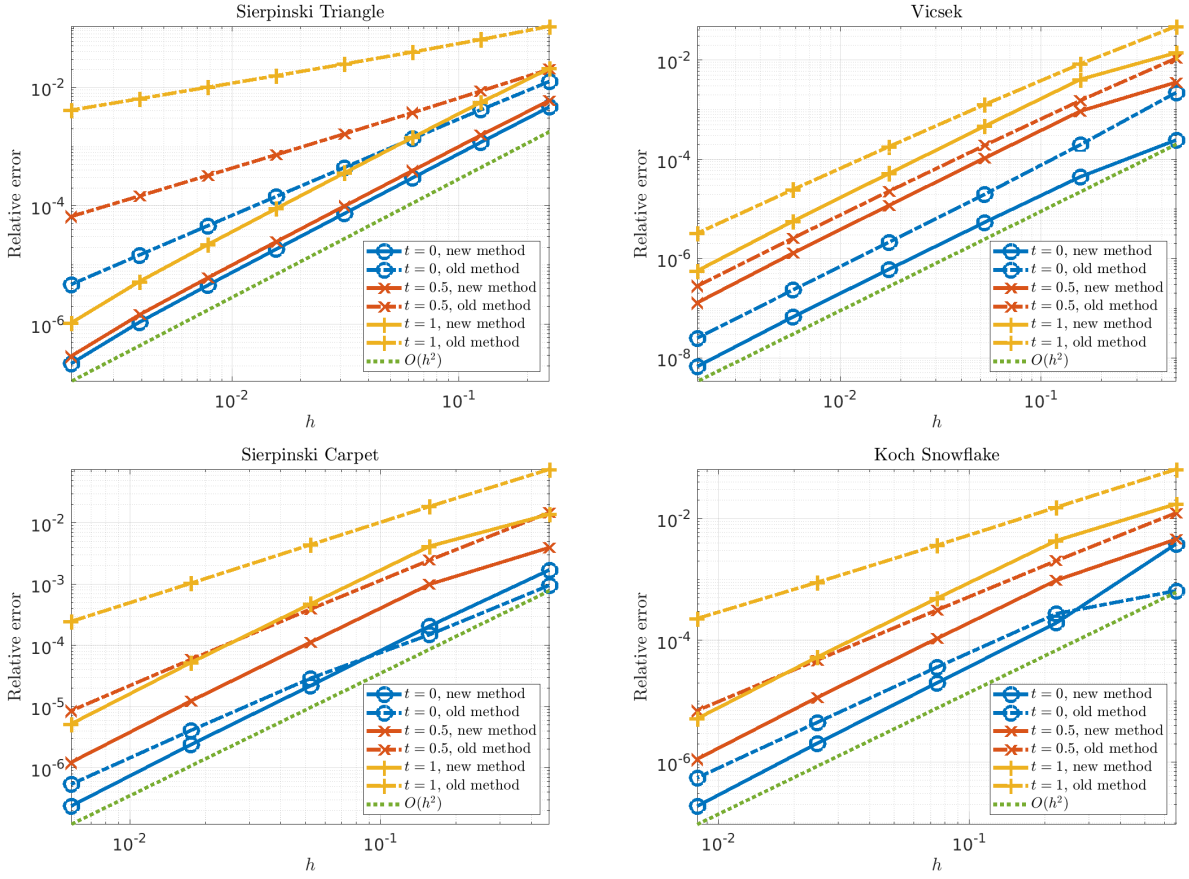 Sierpinski Triangle
Relative error
10⁻²
10⁻⁴
10⁻⁶
10⁻²
10⁻¹
h
t = 0, new method
t = 0, old method
t = 0.5, new method
t = 0.5, old method
t = 1, new method
t = 1, old method
O(h²)
Vicsek
Relative error
10⁻²
10⁻⁴
10⁻⁶
10⁻⁸
10⁻²
10⁻¹
h
t = 0, new method
t = 0, old method
t = 0.5, new method
t = 0.5, old method
t = 1, new method
t = 1, old method
O(h²)
Sierpinski Carpet
Relative error
10⁻²
10⁻³
10⁻⁴
10⁻⁵
10⁻⁶
10⁻²
10⁻¹
h
t = 0, new method
t = 0, old method
t = 0.5, new method
t = 0.5, old method
t = 1, new method
t = 1, old method
O(h²)
Koch Snowflake
Relative error
10⁻²
10⁻⁴
10⁻⁶
10⁻²
10⁻¹
h
t = 0, new method
t = 0, old method
t = 0.5, new method
t = 0.5, old method
t = 1, new method
t = 1, old method
O(h²)